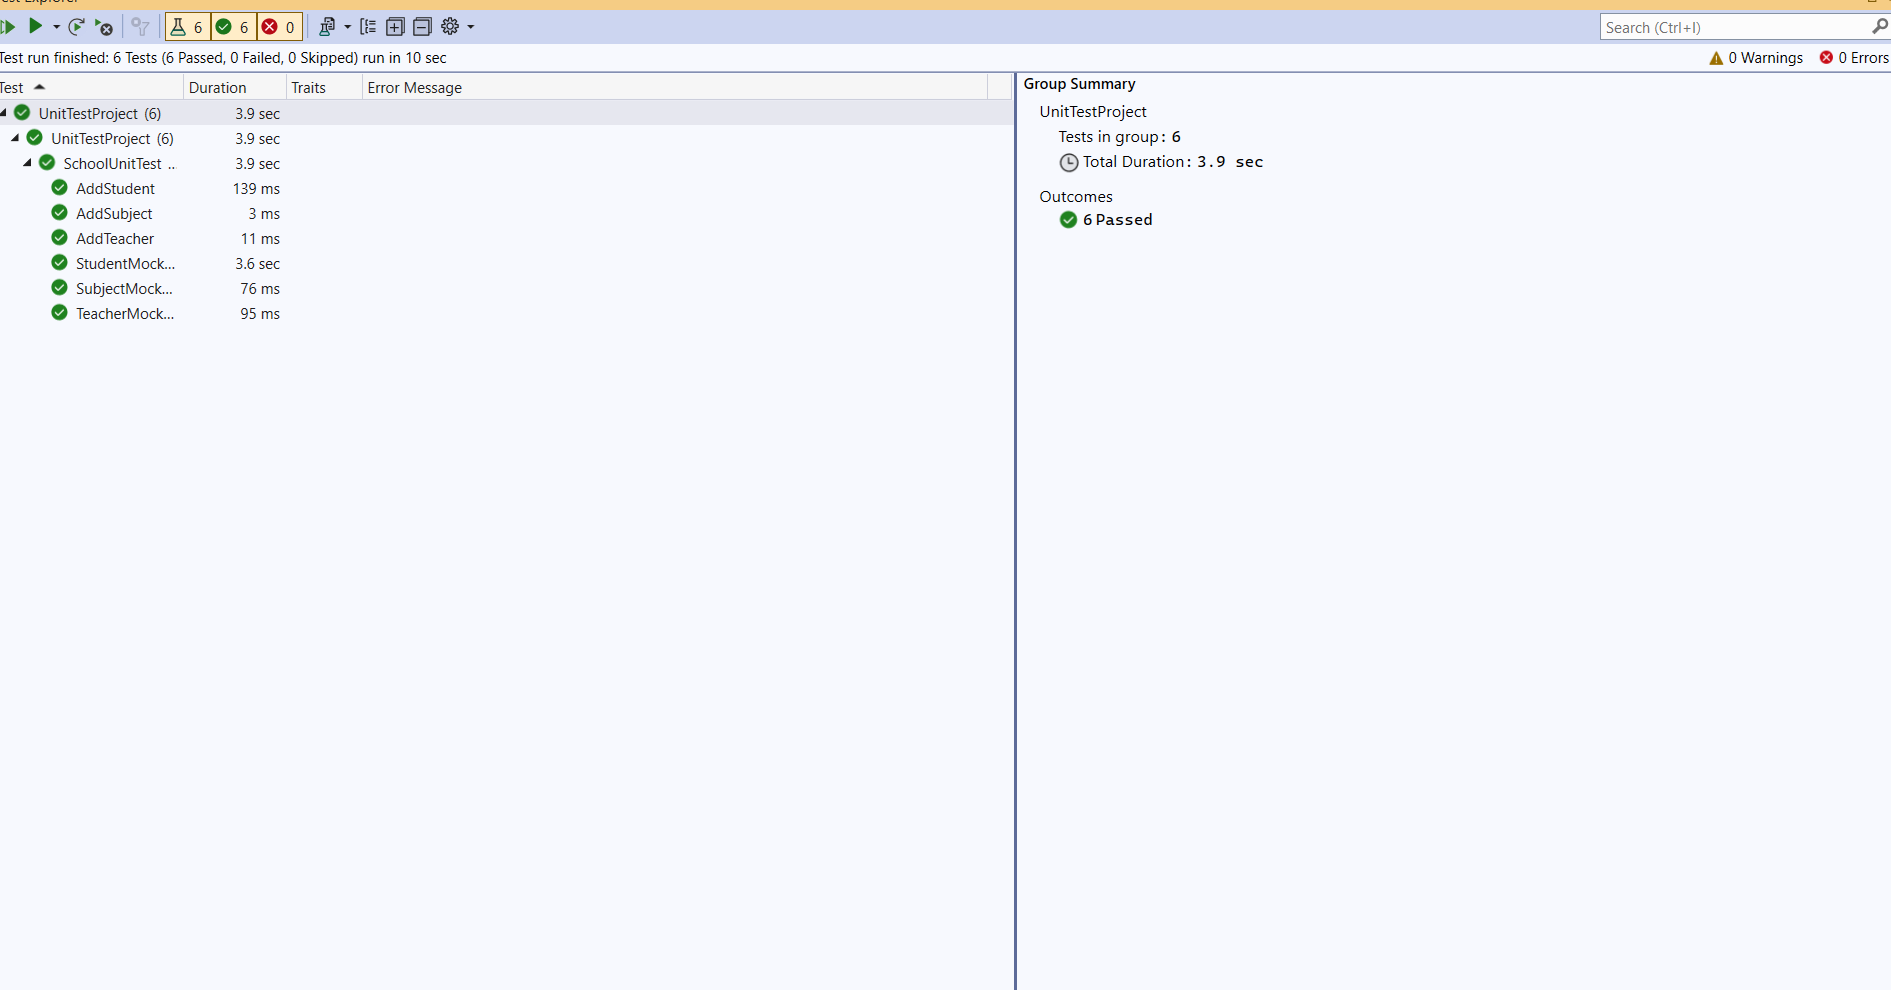 Test Explorer
6 6 0
Search (Ctrl+I)
Test run finished: 6 Tests (6 Passed, 0 Failed, 0 Skipped) run in 10 sec
0 Warnings 0 Errors
Test Duration Traits Error Message
UnitTestProject (6) 3.9 sec
UnitTestProject (6) 3.9 sec
SchoolUnitTest ... 3.9 sec
AddStudent 139 ms
AddSubject 3 ms
AddTeacher 11 ms
StudentMock... 3.6 sec
SubjectMock... 76 ms
TeacherMock... 95 ms
Group Summary
UnitTestProject
Tests in group: 6
Total Duration: 3.9 sec
Outcomes
6 Passed